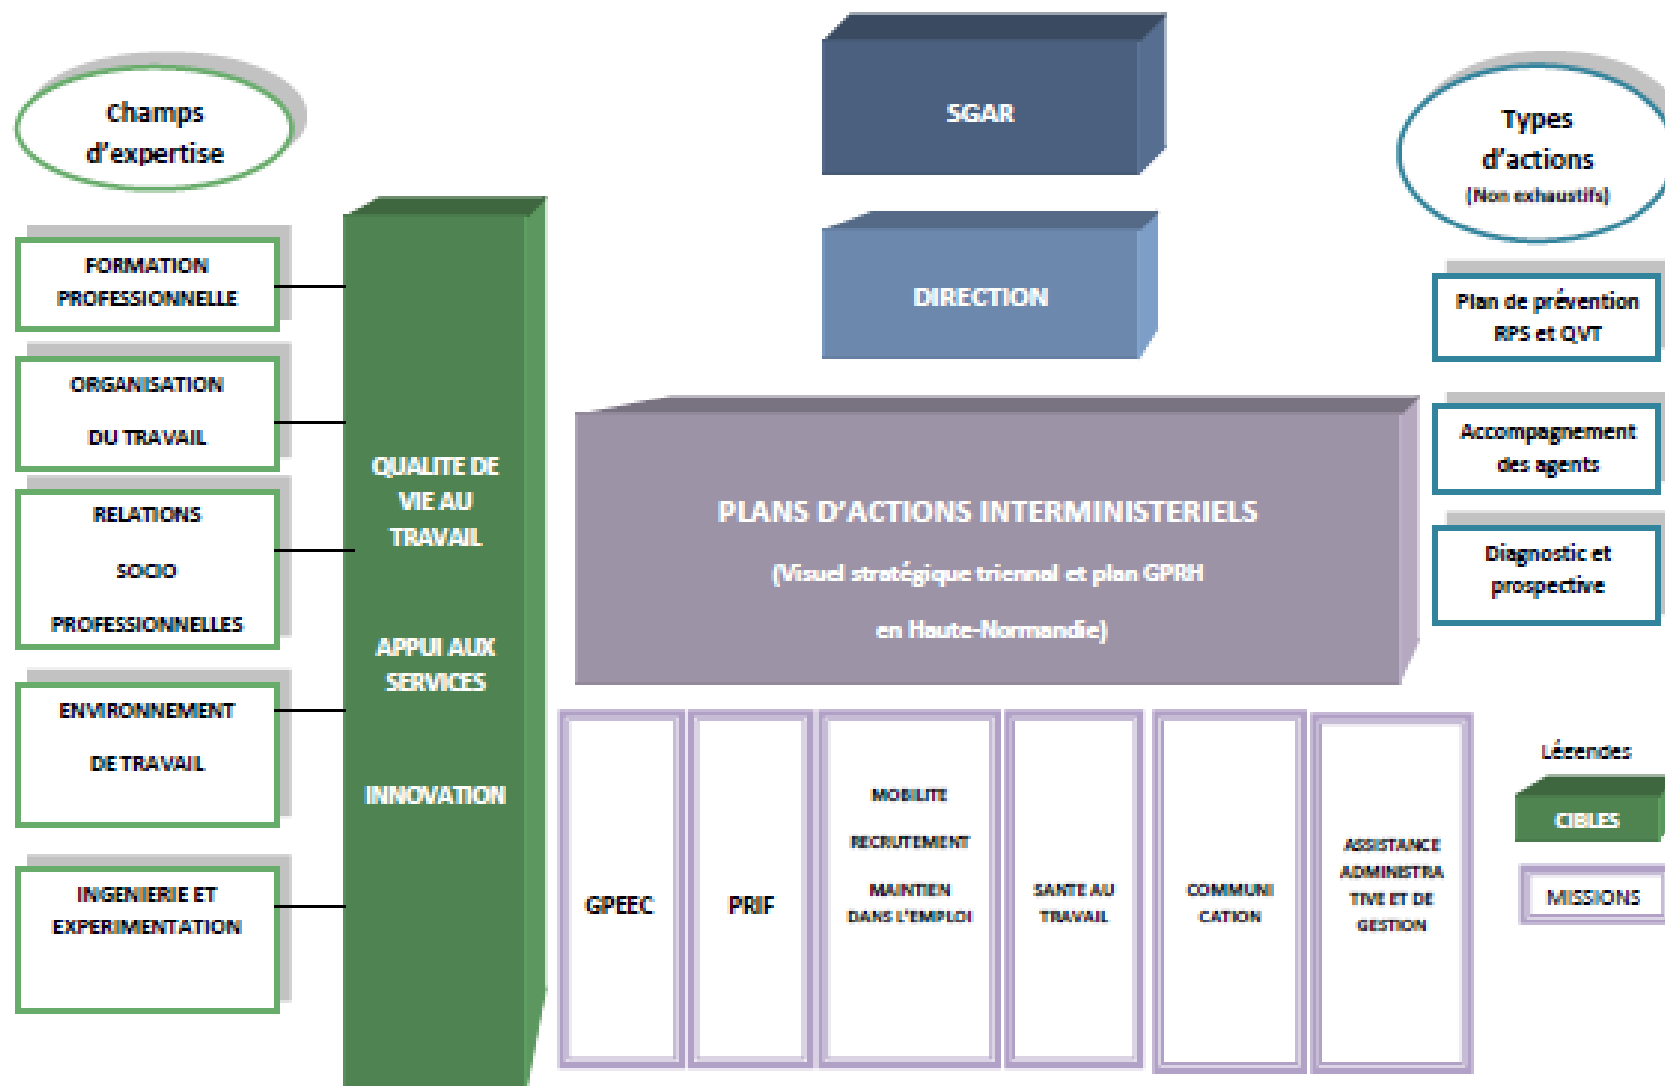 Champs
d'expertise
FORMATION
PROFESSIONNELLE
ORGANISATION
DU TRAVAIL
RELATIONS
SOCIO
PROFESSIONNELLES
ENVIRONNEMENT
DE TRAVAIL
INGENIERIE ET
EXPERIMENTATION
QUALITE DE
VIE AU
TRAVAIL
APPUI AUX
SERVICES
INNOVATION
SGAR
DIRECTION
PLANS D'ACTIONS INTERMINISTERIELS
(Visuel stratégique triennal et plan GPRH
en Haute-Normandie)
GPEEC
PRIF
MOBILITE
RECRUTEMENT
MAINTIEN
DANS L'EMPLOI
SANTE AU
TRAVAIL
COMMUNI
CATION
ASSISTANCE
ADMINISTRA
TIVE ET DE
GESTION
Types
d'actions
(Non exhaustifs)
Plan de prévention
RPS et QVT
Accompagnement
des agents
Diagnostic et
prospective
Légendes
CIBLES
MISSIONS